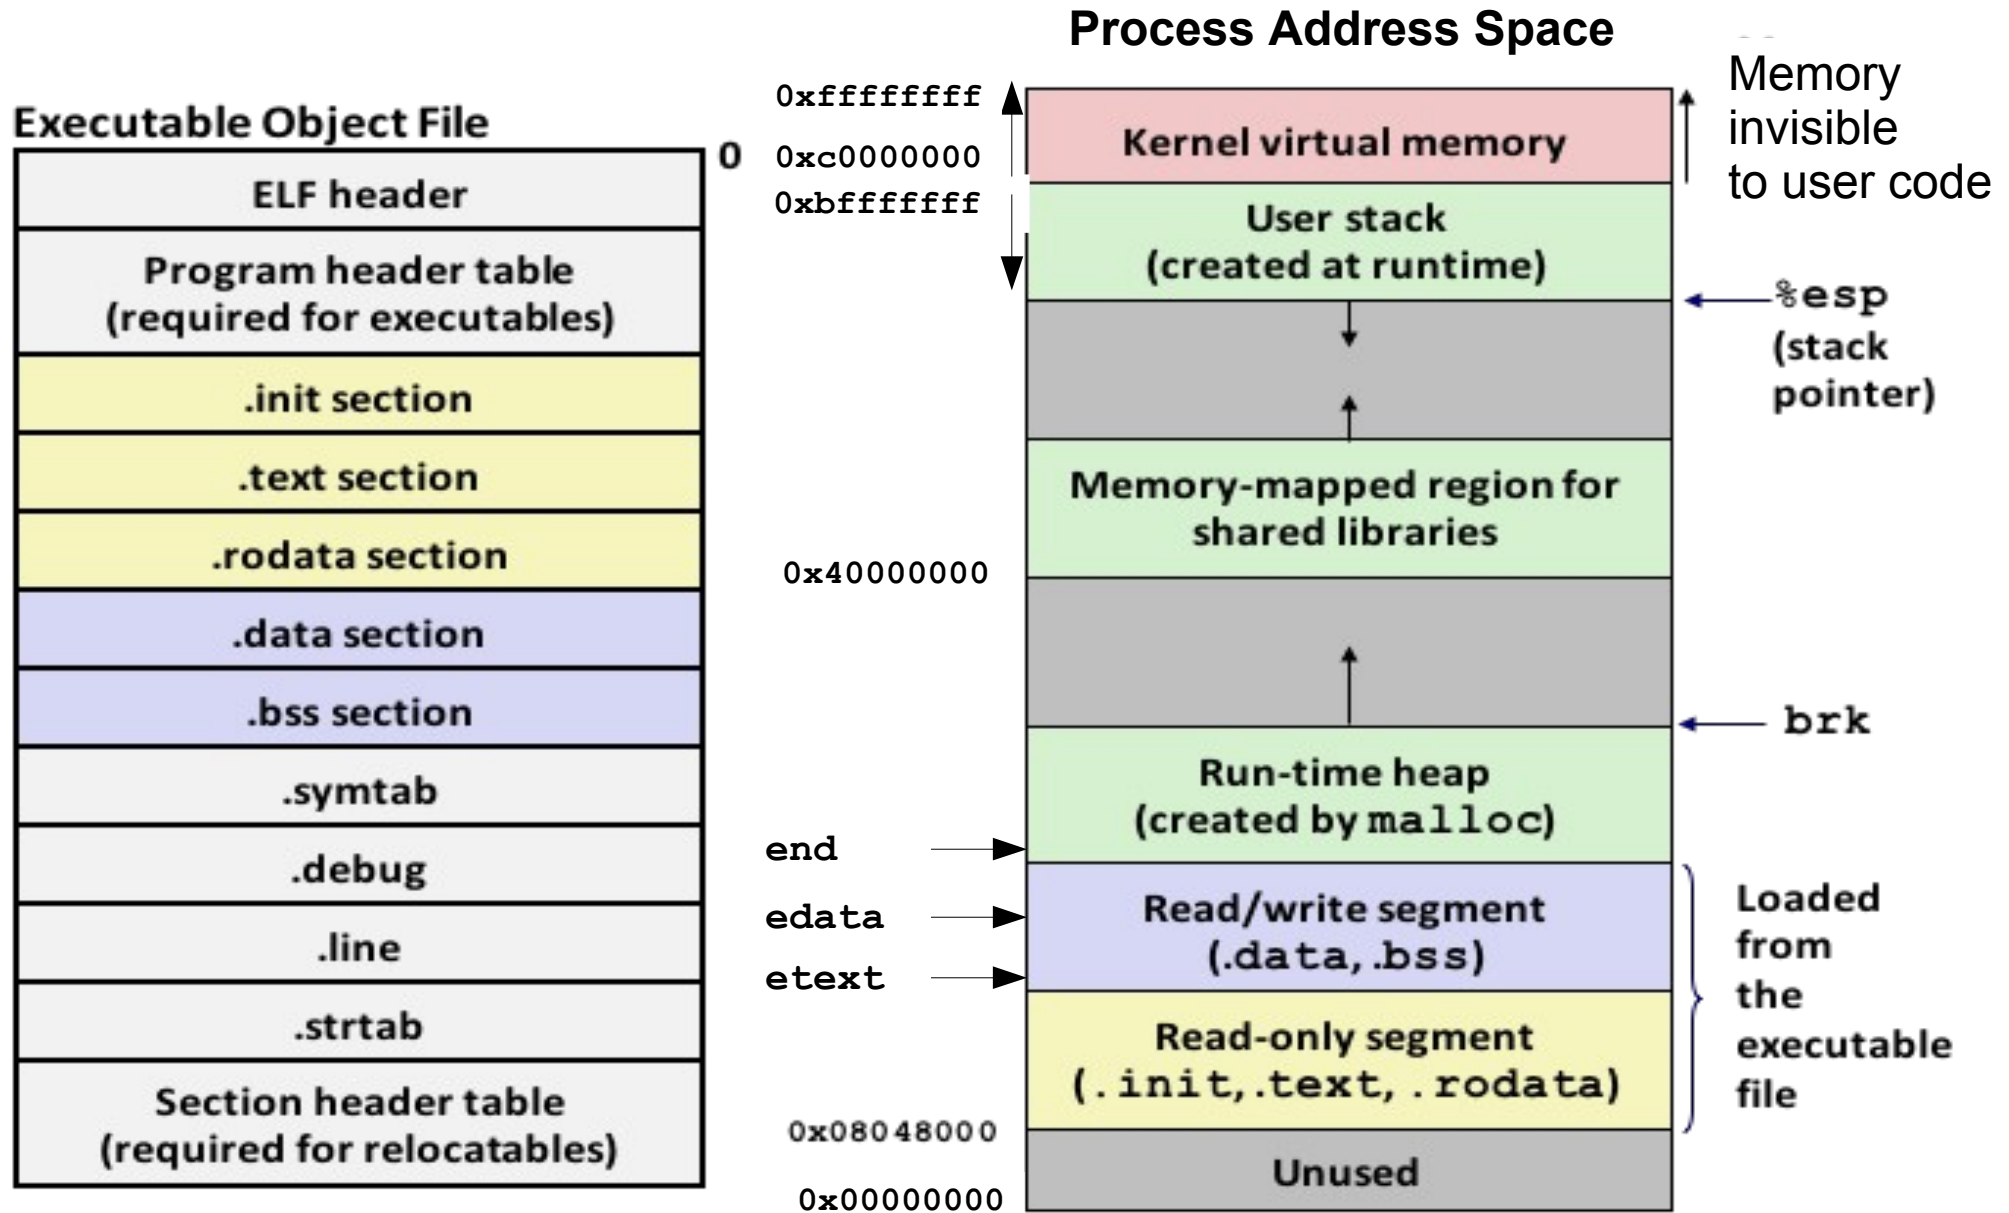 Process Address Space
Executable Object File
0
ELF header
Program header table
(required for executables)
.init section
.text section
.rodata section
.data section
.bss section
.symtab
.debug
.line
.strtab
Section header table
(required for relocatables)
0xffffffff
0xc0000000
0xbfffffff
0x40000000
end
edata
etext
0x08048000
0x00000000
Kernel virtual memory
User stack
(created at runtime)
Memory-mapped region for
shared libraries
Run-time heap
(created by malloc)
Read/write segment
(.data, .bss)
Read-only segment
(.init, .text, .rodata)
Unused
Memory
invisible
to user code
%esp
(stack
pointer)
brk
Loaded
from
the
executable
file